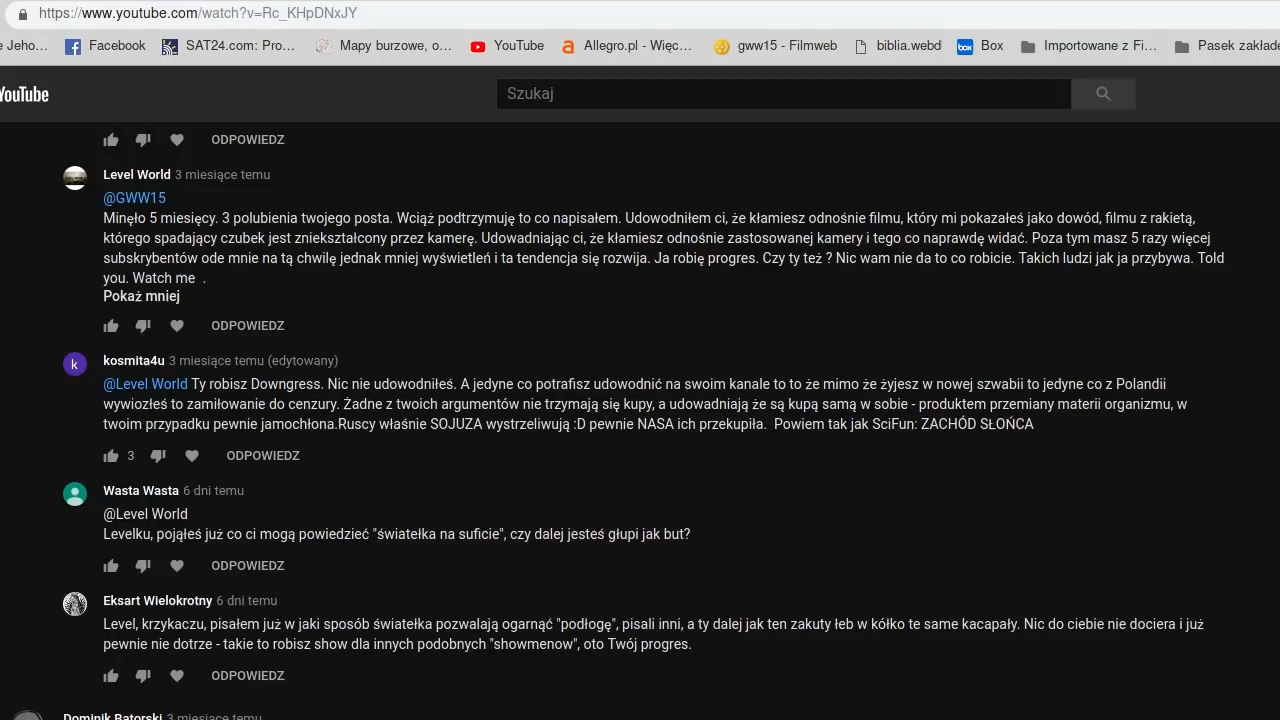 https://www.youtube.com/watch?v=Rc_KHpDNxJY
e Jeho… Facebook SAT24.com: Pro… Mapy burzowe, o… YouTube Allegro.pl - Więc… gww15 - Filmweb biblia.webd box Box Importowane z Fi… Pasek zakłade
YouTube Szukaj
ODPOWIEDZ
Level World 3 miesiące temu
@GWW15
Minęło 5 miesięcy. 3 polubienia twojego posta. Wciąż podtrzymuję to co napisałem. Udowodniłem ci, że kłamiesz odnośnie filmu, który mi pokazałeś jako dowód, filmu z rakietą,
którego spadający czubek jest zniekształcony przez kamerę. Udowadniając ci, że kłamiesz odnośnie zastosowanej kamery i tego co naprawdę widać. Poza tym masz 5 razy więcej
subskrybentów ode mnie na tą chwilę jednak mniej wyświetleń i ta tendencja się rozwija. Ja robię progres. Czy ty też ? Nic wam nie da to co robicie. Takich ludzi jak ja przybywa. Told
you. Watch me .
Pokaż mniej
ODPOWIEDZ
k kosmita4u 3 miesiące temu (edytowany)
@Level World Ty robisz Downgress. Nic nie udowodniłeś. A jedyne co potrafisz udowodnić na swoim kanale to to że mimo że żyjesz w nowej szwabii to jedyne co z Polandii
wywiozłeś to zamiłowanie do cenzury. Żadne z twoich argumentów nie trzymają się kupy, a udowadniają że są kupą samą w sobie - produktem przemiany materii organizmu, w
twoim przypadku pewnie jamochłona.Ruscy właśnie SOJUZA wystrzeliwują :D pewnie NASA ich przekupiła. Powiem tak jak SciFun: ZACHÓD SŁOŃCA
3 ODPOWIEDZ
Wasta Wasta 6 dni temu
@Level World
Levelku, pojąłeś już co ci mogą powiedzieć "światełka na suficie", czy dalej jesteś głupi jak but?
ODPOWIEDZ
Eksart Wielokrotny 6 dni temu
Level, krzykaczu, pisałem już w jaki sposób światełka pozwalają ogarnąć "podłogę", pisali inni, a ty dalej jak ten zakuty łeb w kółko te same kacapały. Nic do ciebie nie dociera i już
pewnie nie dotrze - takie to robisz show dla innych podobnych "showmenow", oto Twój progres.
ODPOWIEDZ
Dominik Batorski 3 miesiące temu